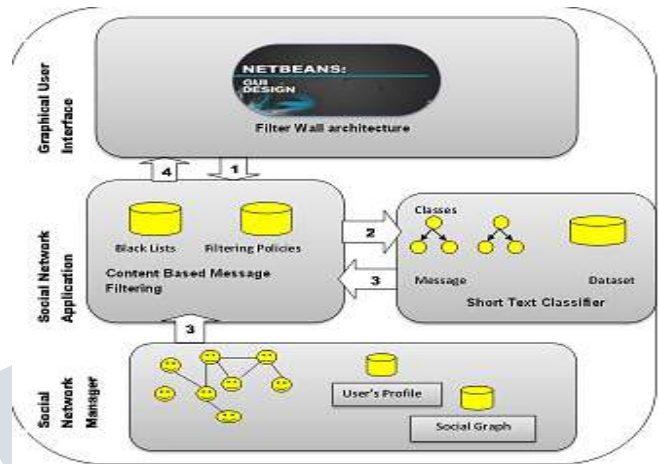 Graphical User
Interface
NETBEANS:
GUI
DESIGN
Filter Wall architecture
4
1
Social Network
Application
Black Lists
Filtering Policies
Content Based Message
Filtering
2
3
Classes
Message
Dataset
Short Text Classifier
3
Social
Network
Manager
User's Profile
Social Graph